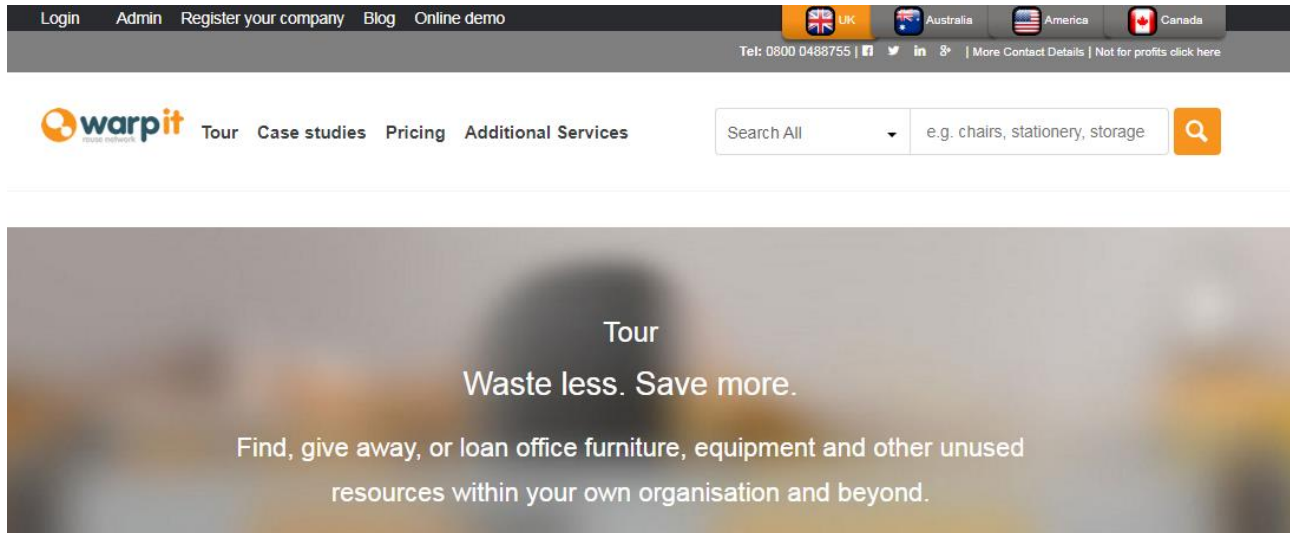 Login Admin Register your company Blog Online demo UK Australia America Canada
Tel: 0800 0488755 | | More Contact Details | Not for profits click here
warpit
reuse network
Tour Case studies Pricing Additional Services Search All e.g. chairs, stationery, storage
Tour
Waste less. Save more.
Find, give away, or loan office furniture, equipment and other unused
resources within your own organisation and beyond.